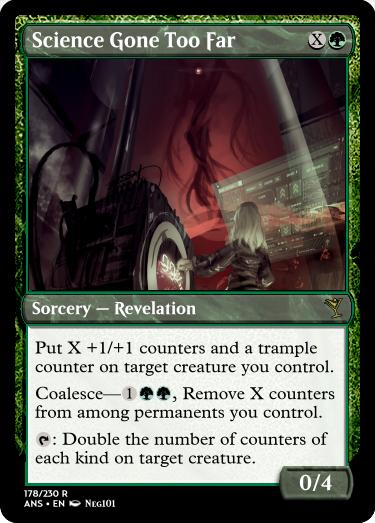 Science Gone Too Far
X
Sorcery — Revelation
Put X +1/+1 counters and a trample
counter on target creature you control.
Coalesce—1, Remove X counters
from among permanents you control.
: Double the number of counters of
each kind on target creature.
0/4
178/230 R
ANS • EN Neg101